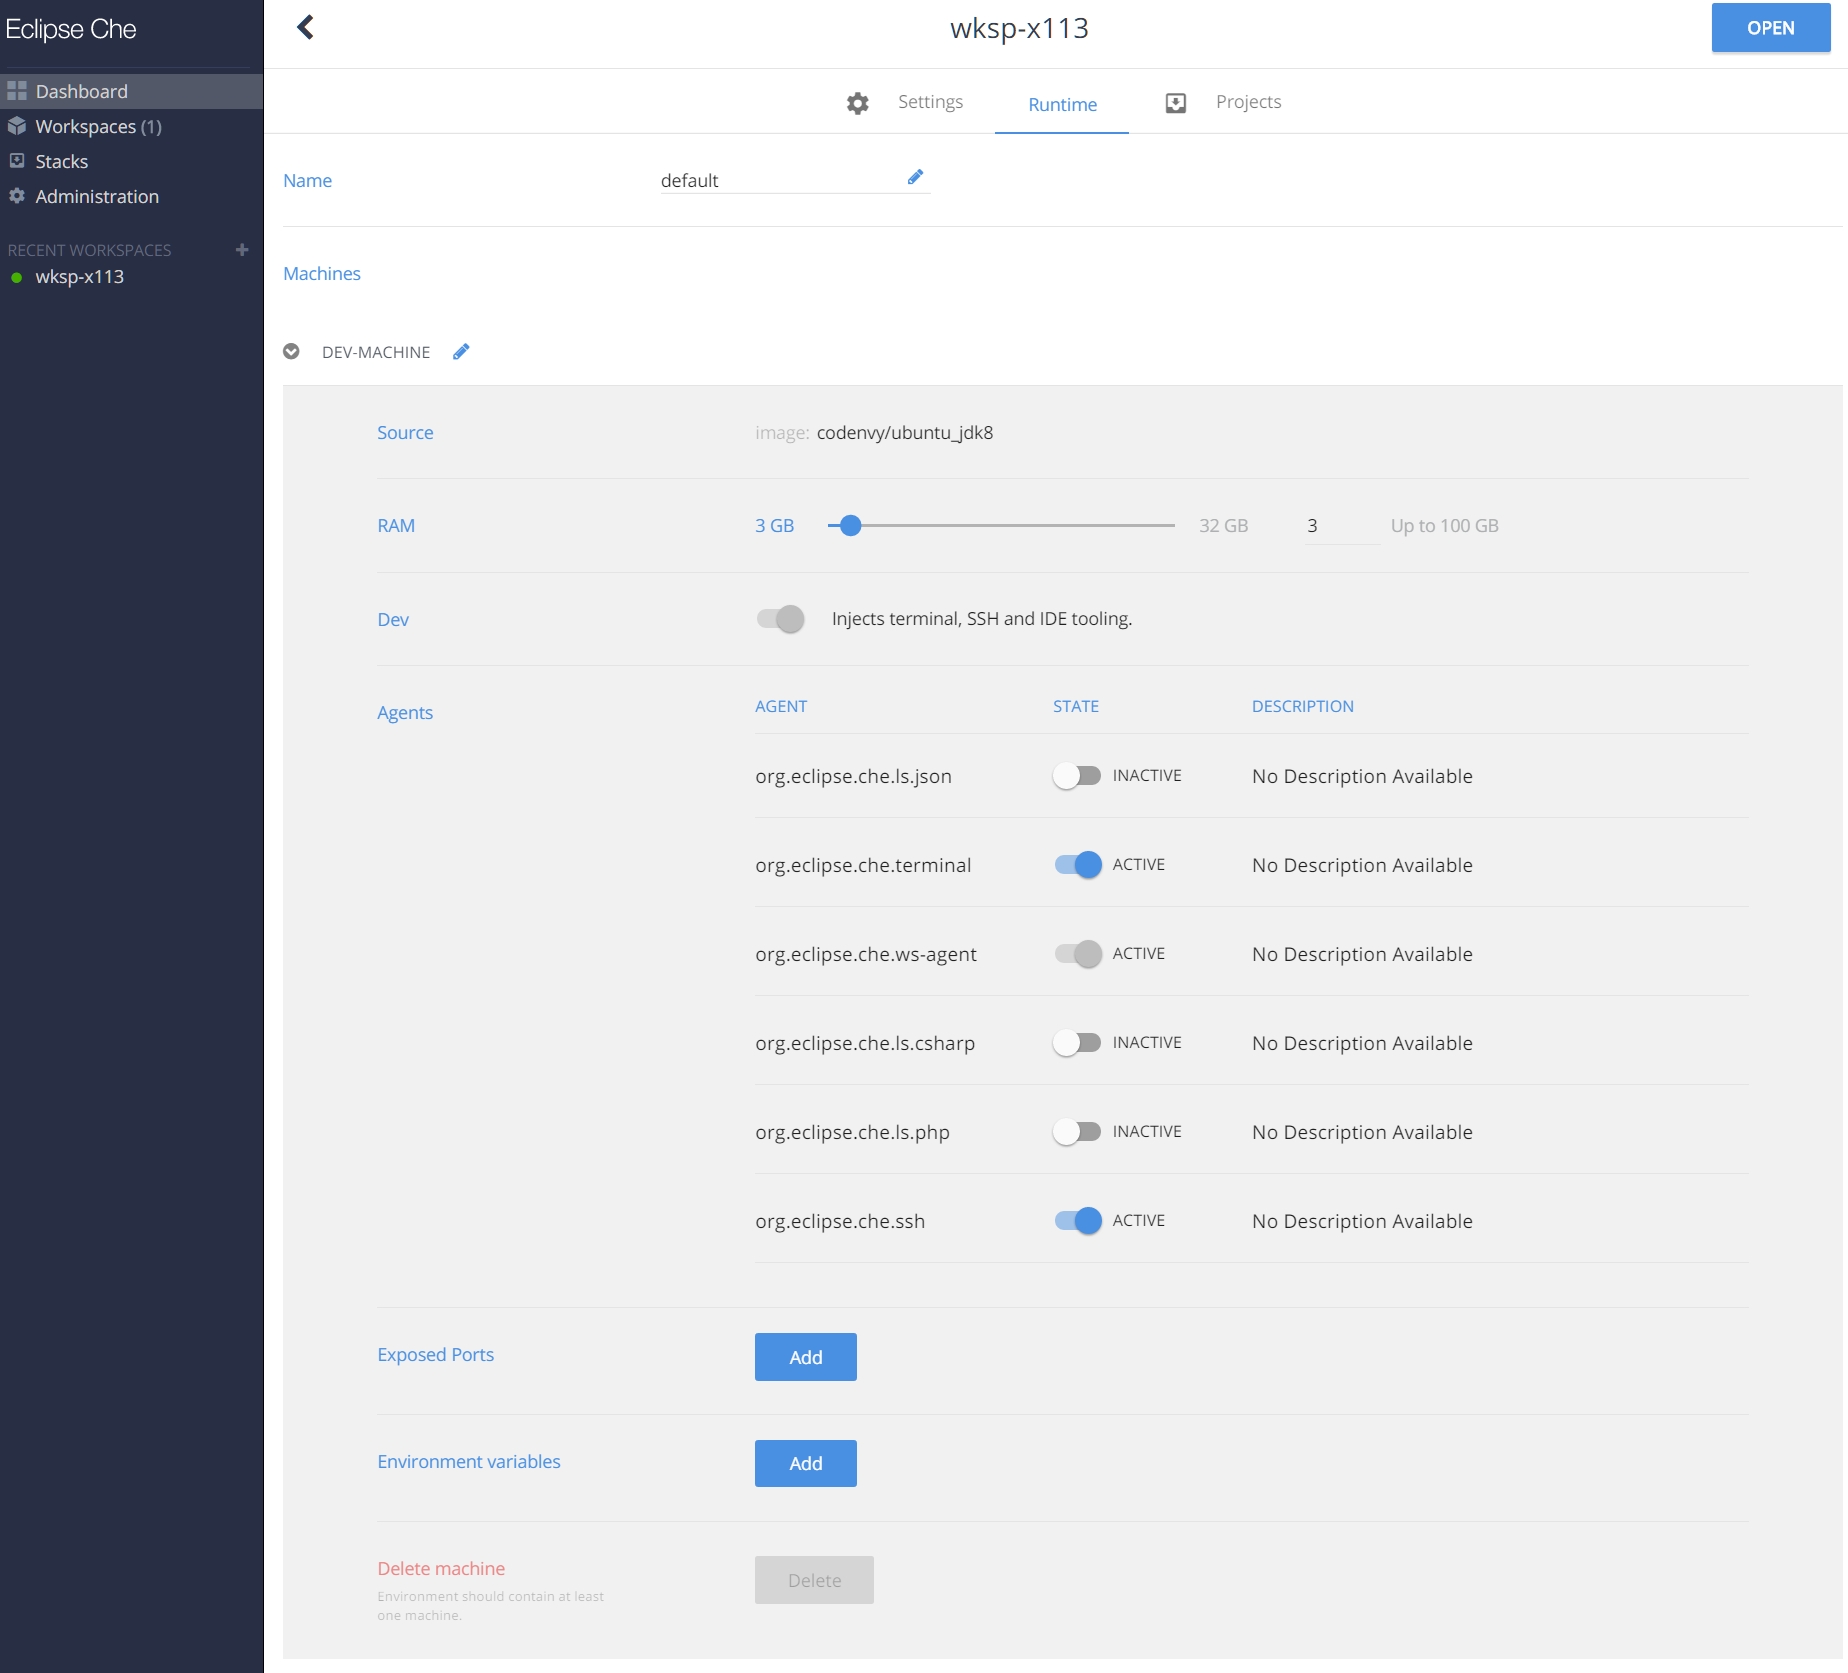 Eclipse Che
Dashboard
Workspaces (1)
Stacks
Administration
RECENT WORKSPACES +
wksp-x113
wksp-x113
OPEN
Settings Runtime Projects
Name default
Machines
DEV-MACHINE
Source image: codenvy/ubuntu_jdk8
RAM 3 GB 32 GB 3 Up to 100 GB
Dev Injects terminal, SSH and IDE tooling.
Agents AGENT STATE DESCRIPTION
org.eclipse.che.ls.json INACTIVE No Description Available
org.eclipse.che.terminal ACTIVE No Description Available
org.eclipse.che.ws-agent ACTIVE No Description Available
org.eclipse.che.ls.csharp INACTIVE No Description Available
org.eclipse.che.ls.php INACTIVE No Description Available
org.eclipse.che.ssh ACTIVE No Description Available
Exposed Ports Add
Environment variables Add
Delete machine Delete
Environment should contain at least
one machine.